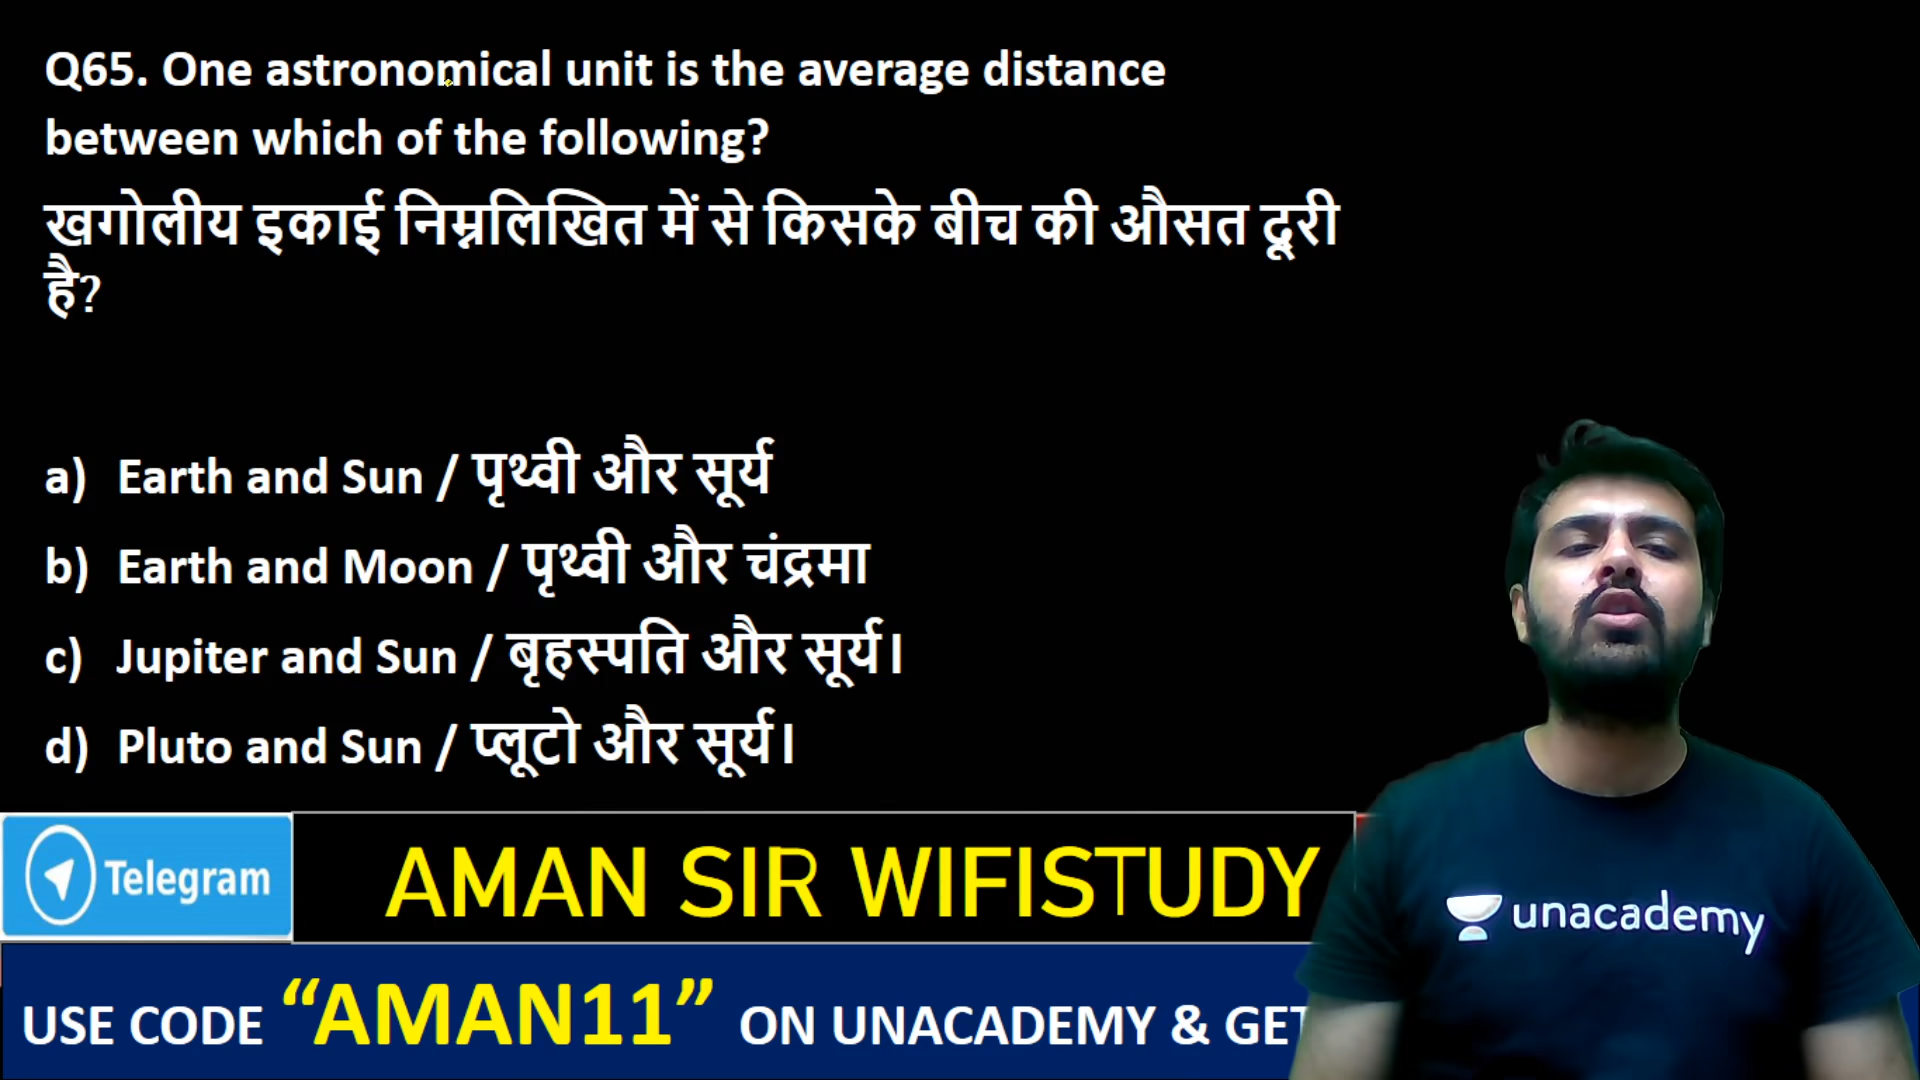 Q65. One astronomical unit is the average distance
between which of the following?
खगोलीय इकाई निम्नलिखित में से किसके बीच की औसत दूरी
है?
a) Earth and Sun / पृथ्वी और सूर्य
b) Earth and Moon / पृथ्वी और चंद्रमा
c) Jupiter and Sun / बृहस्पति और सूर्य।
d) Pluto and Sun / प्लूटो और सूर्य।
Telegram
AMAN SIR WIFISTUDY
unacademy
USE CODE “AMAN11” ON UNACADEMY & GET